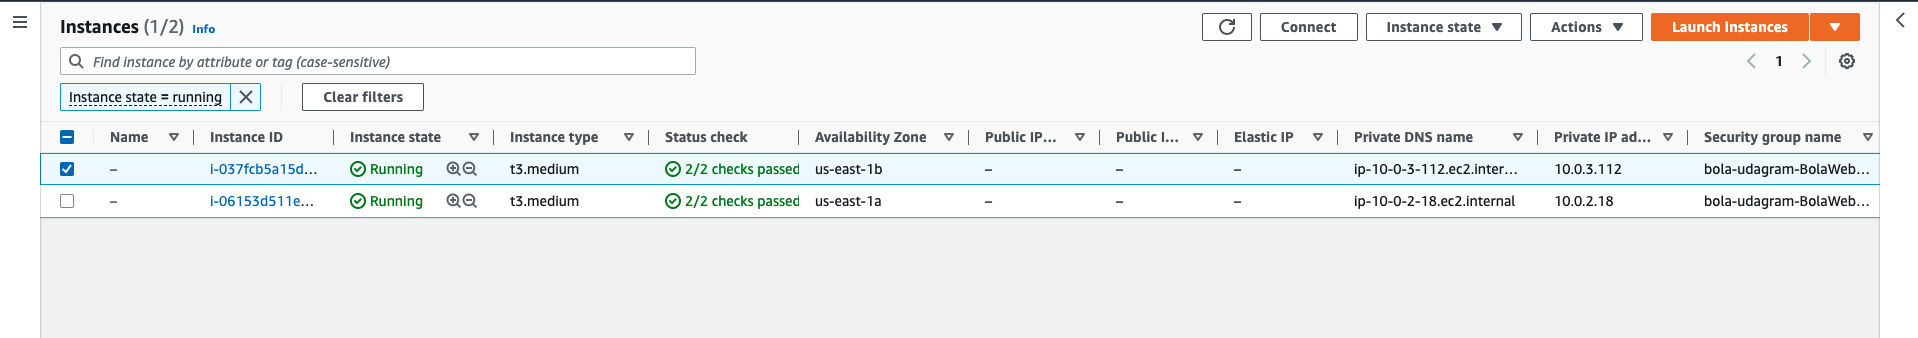 Instances (1/2) Info
Connect Instance state Actions Launch instances
Find instance by attribute or tag (case-sensitive)
1
Instance state = running
Clear filters
Name Instance ID Instance state Instance type Status check Availability Zone Public IP... Public I... Elastic IP Private DNS name Private IP ad... Security group name
– i-037fcb5a15d... Running t3.medium 2/2 checks passed us-east-1b – – – ip-10-0-3-112.ec2.inter... 10.0.3.112 bola-udagram-BolaWeb...
– i-06153d511e... Running t3.medium 2/2 checks passed us-east-1a – – – ip-10-0-2-18.ec2.internal 10.0.2.18 bola-udagram-BolaWeb...